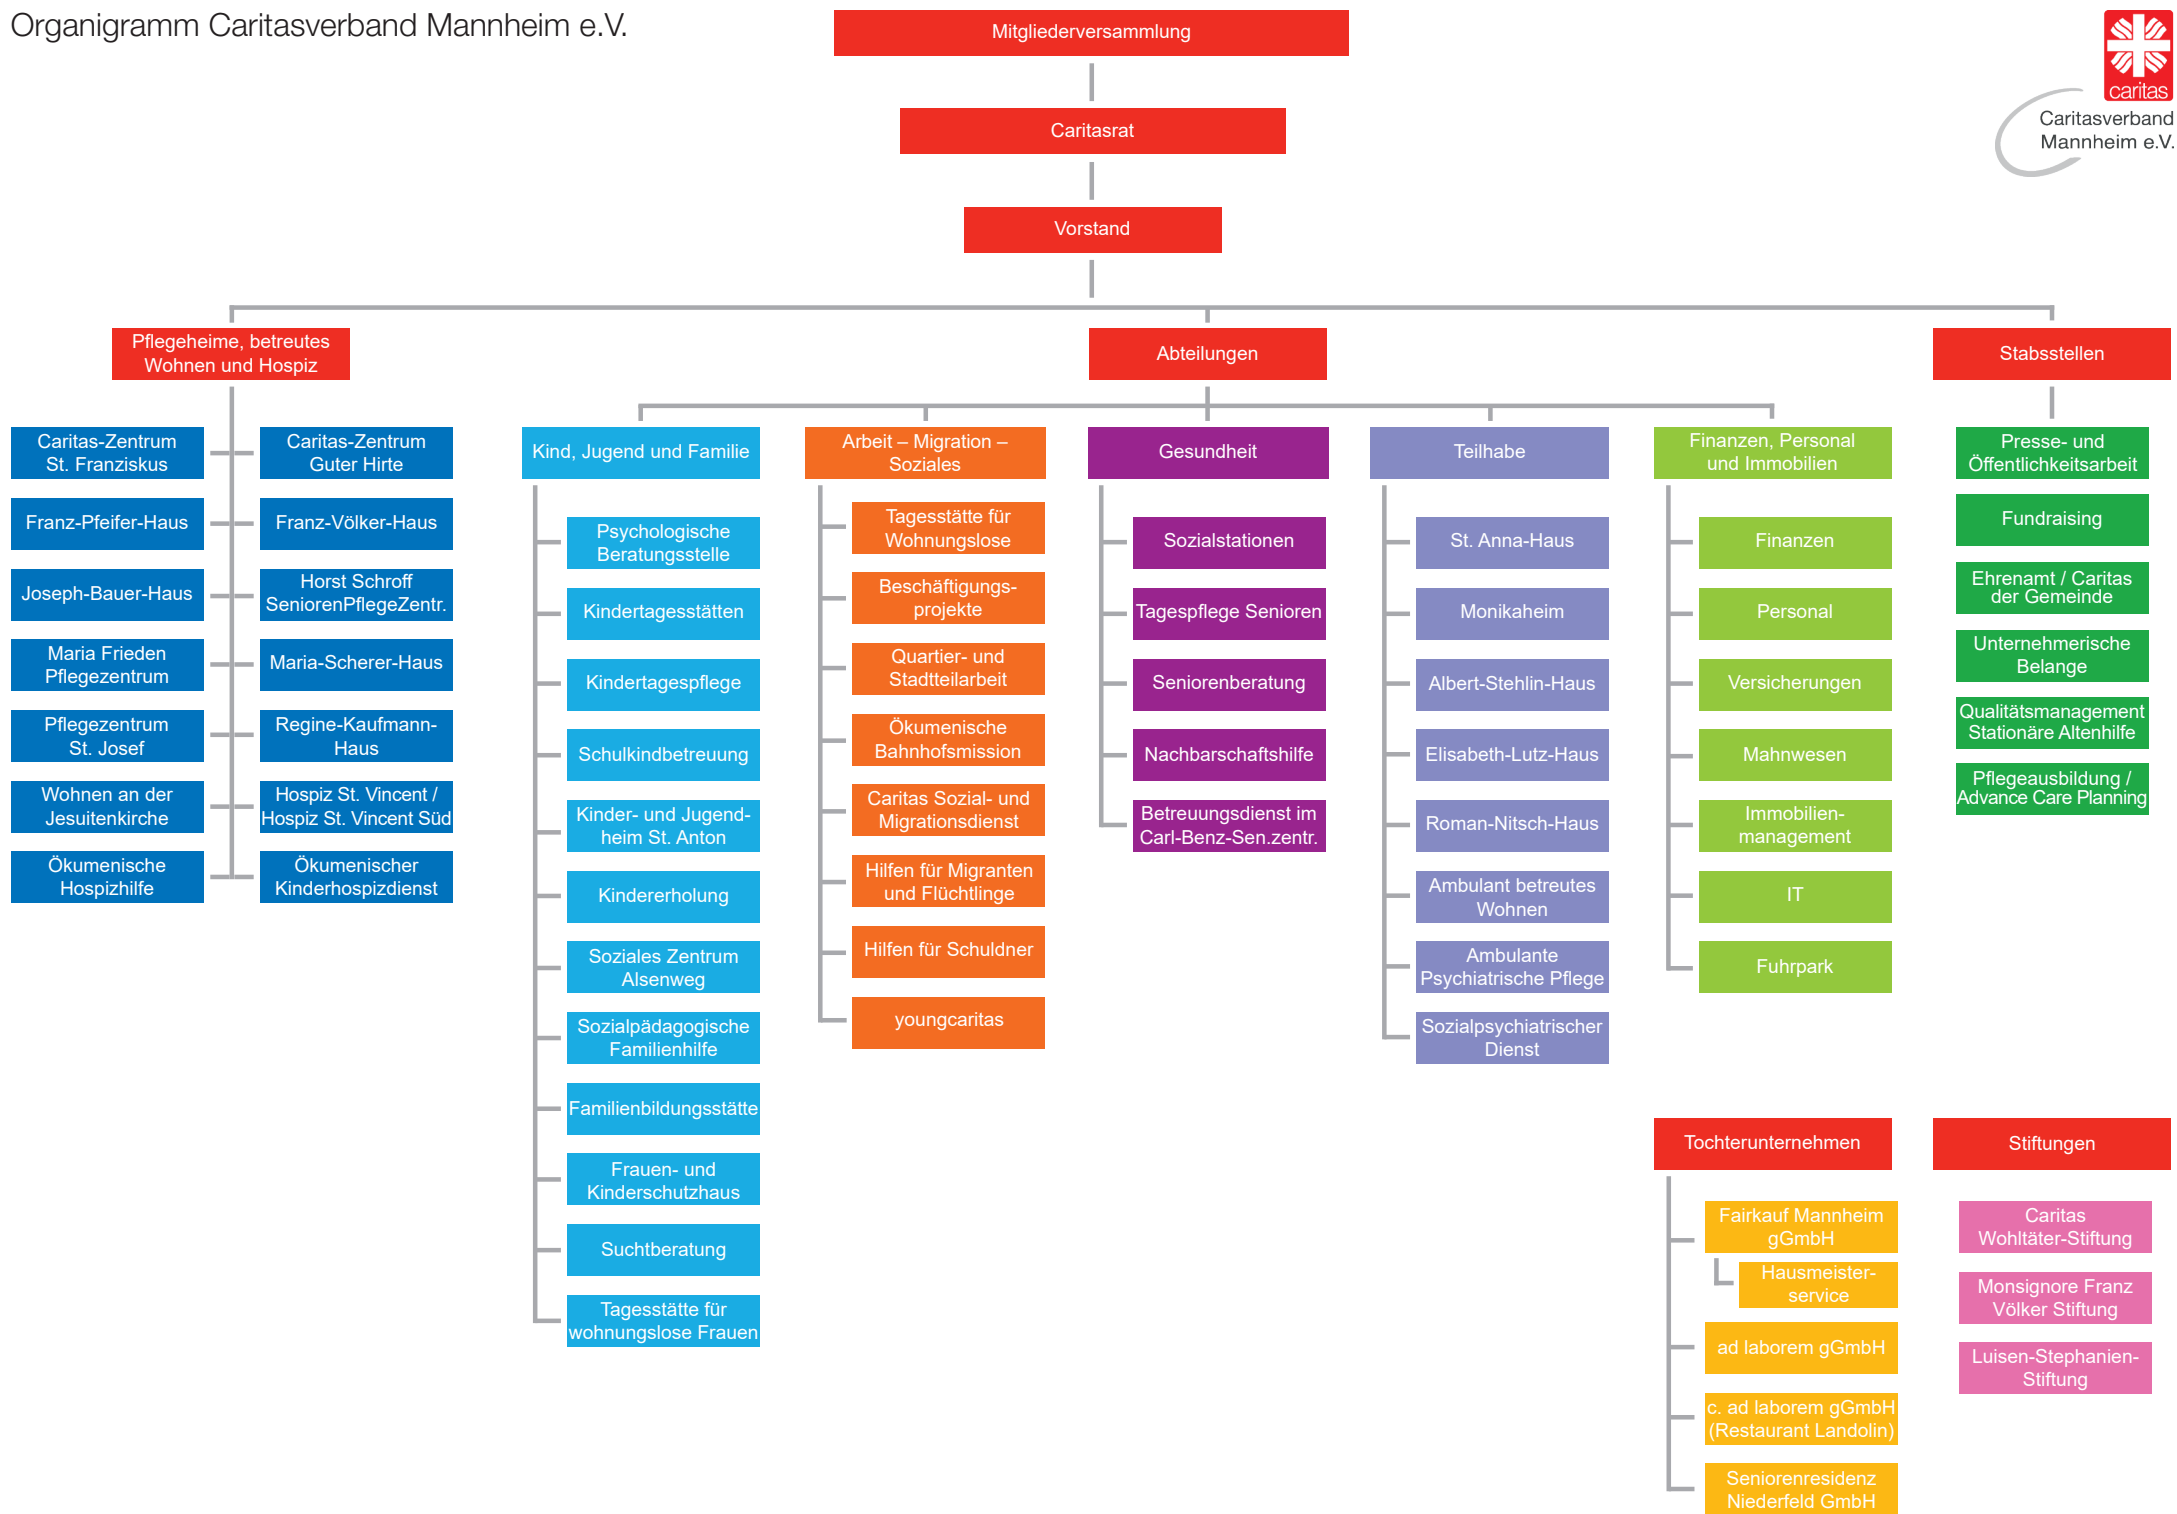 Organigramm Caritasverband Mannheim e.V.
caritas
Caritasverband
Mannheim e.V.
Mitgliederversammlung
Caritasrat
Vorstand
Pflegeheime, betreutes
Wohnen und Hospiz
Abteilungen
Stabsstellen
Caritas-Zentrum
St. Franziskus
Caritas-Zentrum
Guter Hirte
Franz-Pfeifer-Haus
Franz-Völker-Haus
Joseph-Bauer-Haus
Horst Schroff
SeniorenPflegeZentr.
Maria Frieden
Pflegezentrum
Maria-Scherer-Haus
Pflegezentrum
St. Josef
Regine-Kaufmann-
Haus
Wohnen an der
Jesuitenkirche
Hospiz St. Vincent /
Hospiz St. Vincent Süd
Ökumenische
Hospizhilfe
Ökumenischer
Kinderhospizdienst
Kind, Jugend und Familie
Psychologische
Beratungsstelle
Kindertagesstätten
Kindertagespflege
Schulkindbetreuung
Kinder- und Jugend-
heim St. Anton
Kindererholung
Soziales Zentrum
Alsenweg
Sozialpädagogische
Familienhilfe
Familienbildungsstätte
Frauen- und
Kinderschutzhaus
Suchtberatung
Tagesstätte für
wohnungslose Frauen
Arbeit – Migration –
Soziales
Tagesstätte für
Wohnungslose
Beschäftigungs-
projekte
Quartier- und
Stadtteilarbeit
Ökumenische
Bahnhofsmission
Caritas Sozial- und
Migrationsdienst
Hilfen für Migranten
und Flüchtlinge
Hilfen für Schuldner
youngcaritas
Gesundheit
Sozialstationen
Tagespflege Senioren
Seniorenberatung
Nachbarschaftshilfe
Betreuungsdienst im
Carl-Benz-Sen.zentr.
Teilhabe
St. Anna-Haus
Monikaheim
Albert-Stehlin-Haus
Elisabeth-Lutz-Haus
Roman-Nitsch-Haus
Ambulant betreutes
Wohnen
Ambulante
Psychiatrische Pflege
Sozialpsychiatrischer
Dienst
Finanzen, Personal
und Immobilien
Finanzen
Personal
Versicherungen
Mahnwesen
Immobilien-
management
IT
Fuhrpark
Presse- und
Öffentlichkeitsarbeit
Fundraising
Ehrenamt / Caritas
der Gemeinde
Unternehmerische
Belange
Qualitätsmanagement
Stationäre Altenhilfe
Pflegeausbildung /
Advance Care Planning
Tochterunternehmen
Fairkauf Mannheim
gGmbH
Hausmeister-
service
ad laborem gGmbH
c. ad laborem gGmbH
(Restaurant Landolin)
Seniorenresidenz
Niederfeld GmbH
Stiftungen
Caritas
Wohltäter-Stiftung
Monsignore Franz
Völker Stiftung
Luisen-Stephanien-
Stiftung